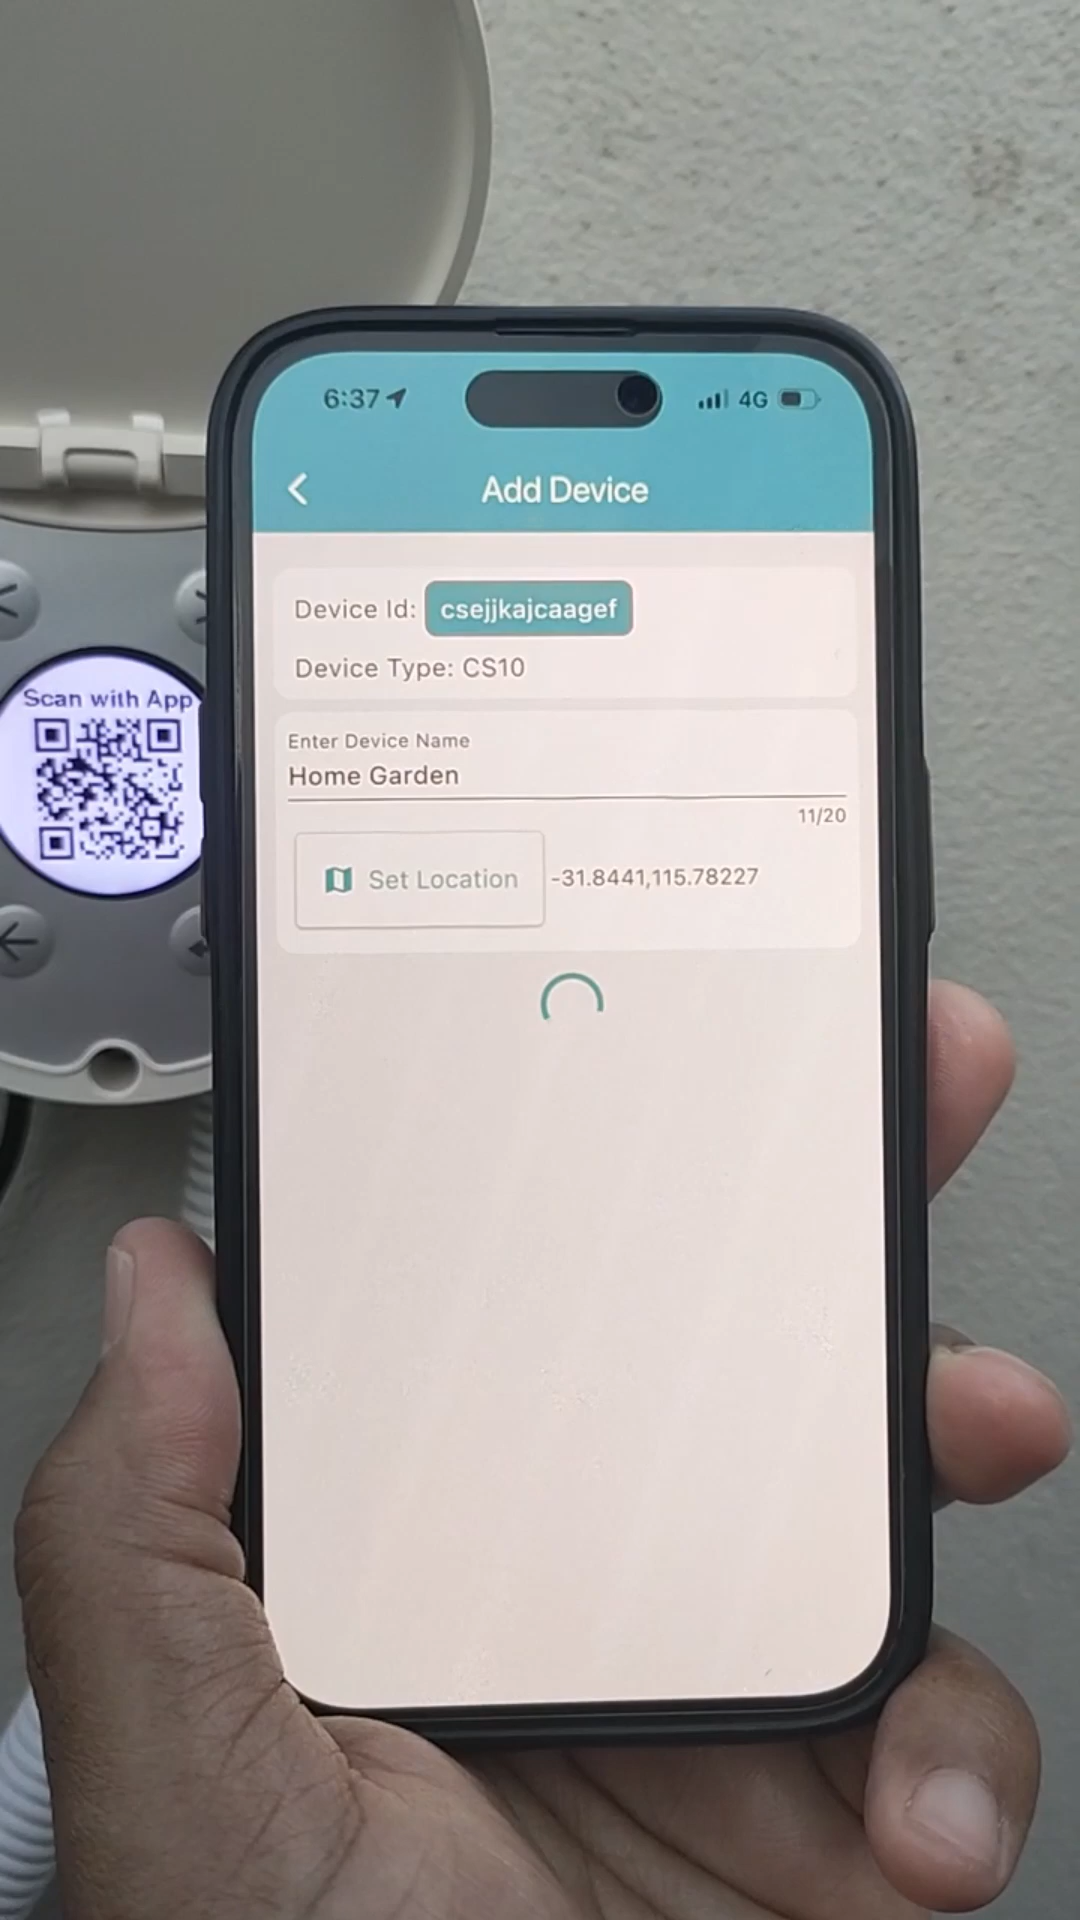 6:37
4G
Add Device
Device Id: csejjkajcaagef
Device Type: CS10
Scan with App
Enter Device Name
Home Garden
11/20
Set Location -31.8441,115.78227